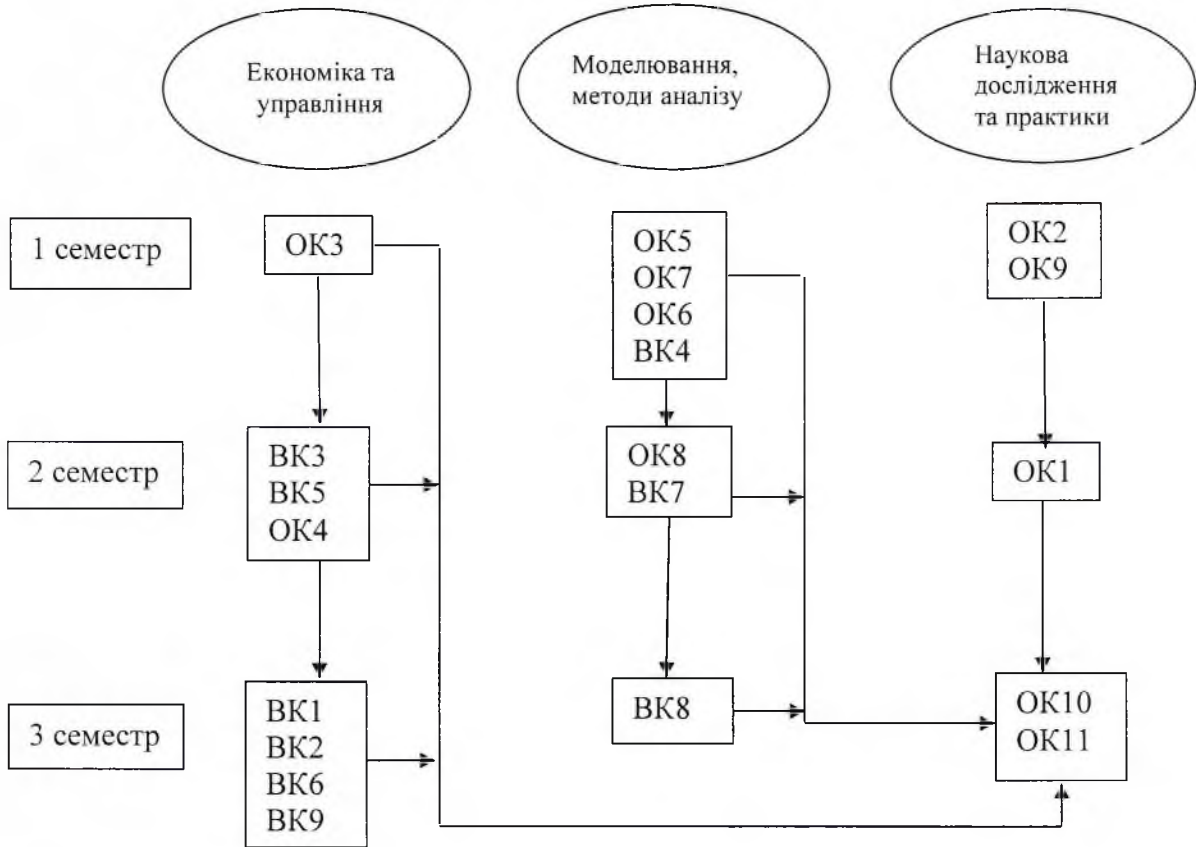 Економіка та
управління
Моделювання,
методи аналізу
Наукова
дослідження
та практики
1 семестр
ОК3
ОК5
ОК7
ОК6
ВК4
ОК2
ОК9
2 семестр
ВК3
ВК5
ОК4
ОК8
ВК7
ОК1
3 семестр
ВК1
ВК2
ВК6
ВК9
ВК8
ОК10
ОК11